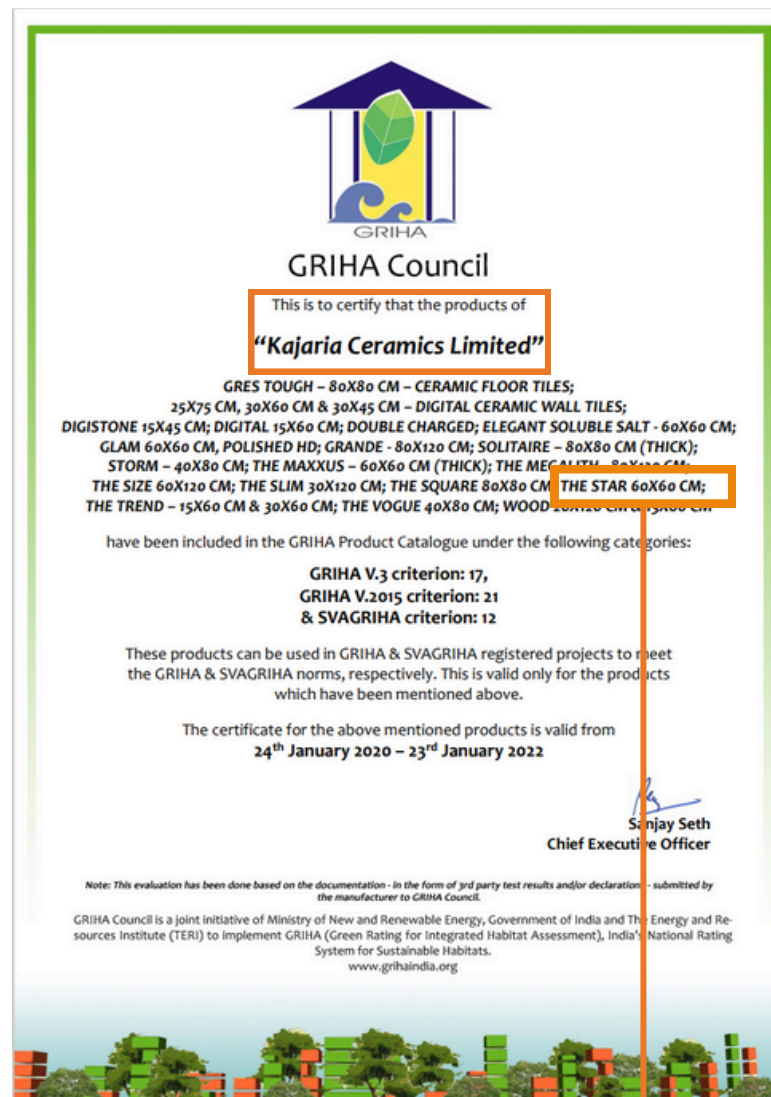 GRIHA
GRIHA Council
This is to certify that the products of
“Kajaria Ceramics Limited”
GRES TOUGH – 80X80 CM – CERAMIC FLOOR TILES;
25X75 CM, 30X60 CM & 30X45 CM – DIGITAL CERAMIC WALL TILES;
DIGISTONE 15X45 CM; DIGITAL 15X60 CM; DOUBLE CHARGED; ELEGANT SOLUBLE SALT - 60X60 CM;
GLAM 60X60 CM, POLISHED HD; GRANDE - 80X120 CM; SOLITAIRE – 80X80 CM (THICK);
STORM – 40X80 CM; THE MAXXUS – 60X60 CM (THICK); THE MEGALITH - 80X120 CM;
THE SIZE 60X120 CM; THE SLIM 30X120 CM; THE SQUARE 80X80 CM THE STAR 60X60 CM;
THE TREND – 15X60 CM & 30X60 CM; THE VOGUE 40X80 CM; WOOD 20X120 CM & 15X60 CM
have been included in the GRIHA Product Catalogue under the following categories:
GRIHA V.3 criterion: 17,
GRIHA V.2015 criterion: 21
& SVAGRIHA criterion: 12
These products can be used in GRIHA & SVAGRIHA registered projects to meet
the GRIHA & SVAGRIHA norms, respectively. This is valid only for the products
which have been mentioned above.
The certificate for the above mentioned products is valid from
24th January 2020 – 23rd January 2022
Sanjay Seth
Chief Executive Officer
Note: This evaluation has been done based on the documentation - in the form of 3rd party test results and/or declarations - submitted by
the manufacturer to GRIHA Council.
GRIHA Council is a joint initiative of Ministry of New and Renewable Energy, Government of India and The Energy and Re-
sources Institute (TERI) to implement GRIHA (Green Rating for Integrated Habitat Assessment), India's National Rating
System for Sustainable Habitats.
www.grihaindia.org